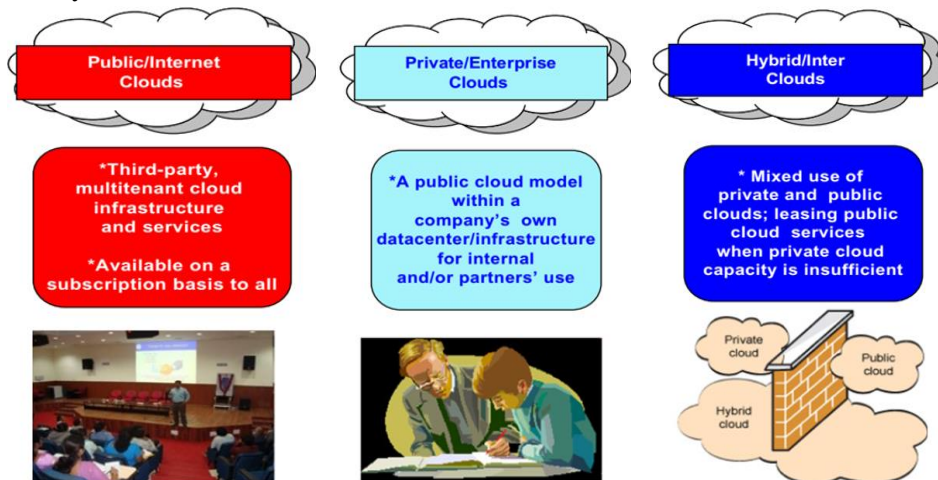 Public/Internet
Clouds
Private/Enterprise
Clouds
Hybrid/Inter
Clouds
*Third-party,
multitenant cloud
infrastructure
and services
*Available on a
subscription basis to all
*A public cloud model
within a
company's own
datacenter/infrastructure
for internal
and/or partners' use
* Mixed use of
private and public
clouds; leasing public
cloud services
when private cloud
capacity is insufficient
Private
cloud
Public
cloud
Hybrid
cloud